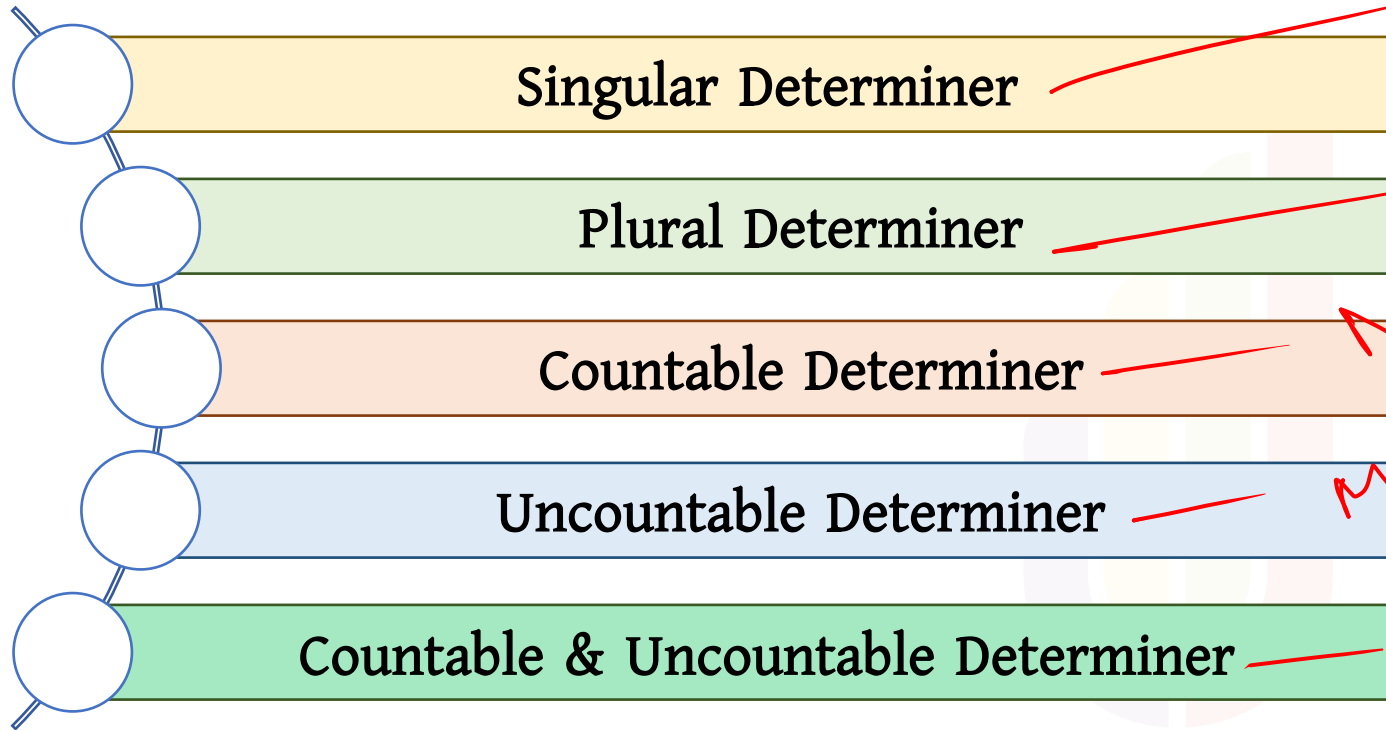 Singular Determiner
Plural Determiner
Countable Determiner
Uncountable Determiner
Countable & Uncountable Determiner